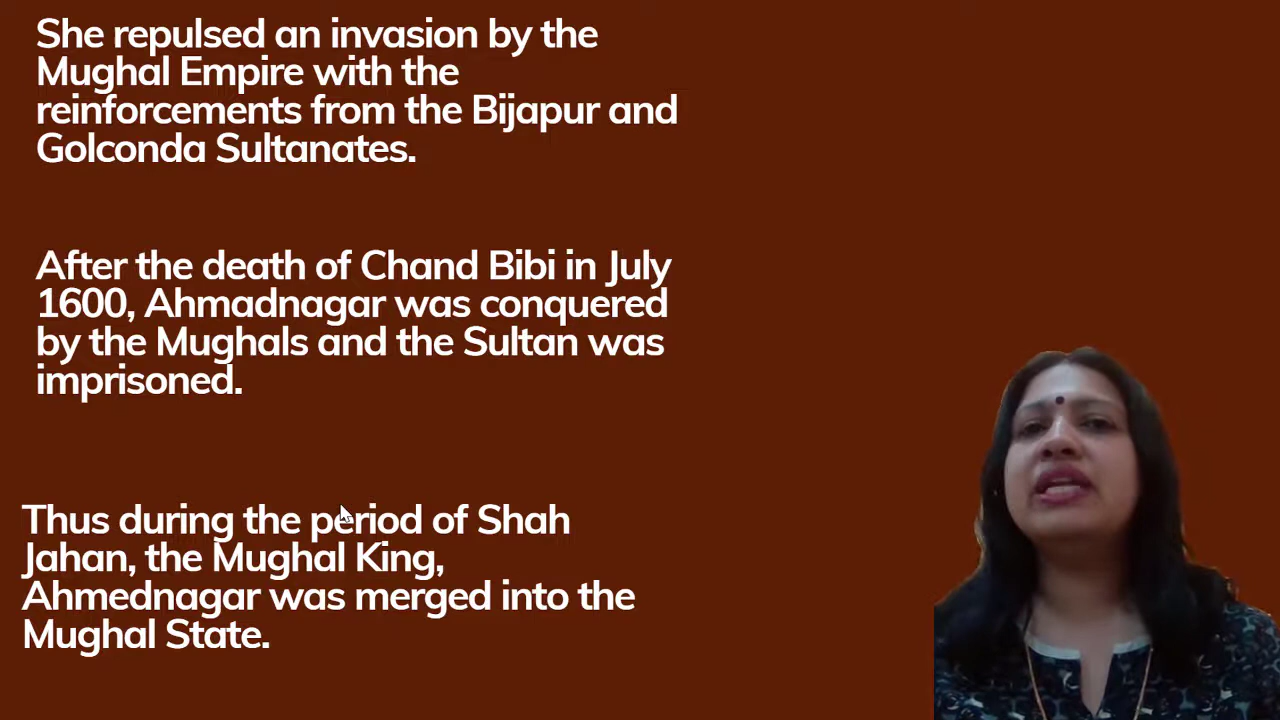 She repulsed an invasion by the
Mughal Empire with the
reinforcements from the Bijapur and
Golconda Sultanates.
After the death of Chand Bibi in July
1600, Ahmadnagar was conquered
by the Mughals and the Sultan was
imprisoned.
Thus during the period of Shah
Jahan, the Mughal King,
Ahmednagar was merged into the
Mughal State.